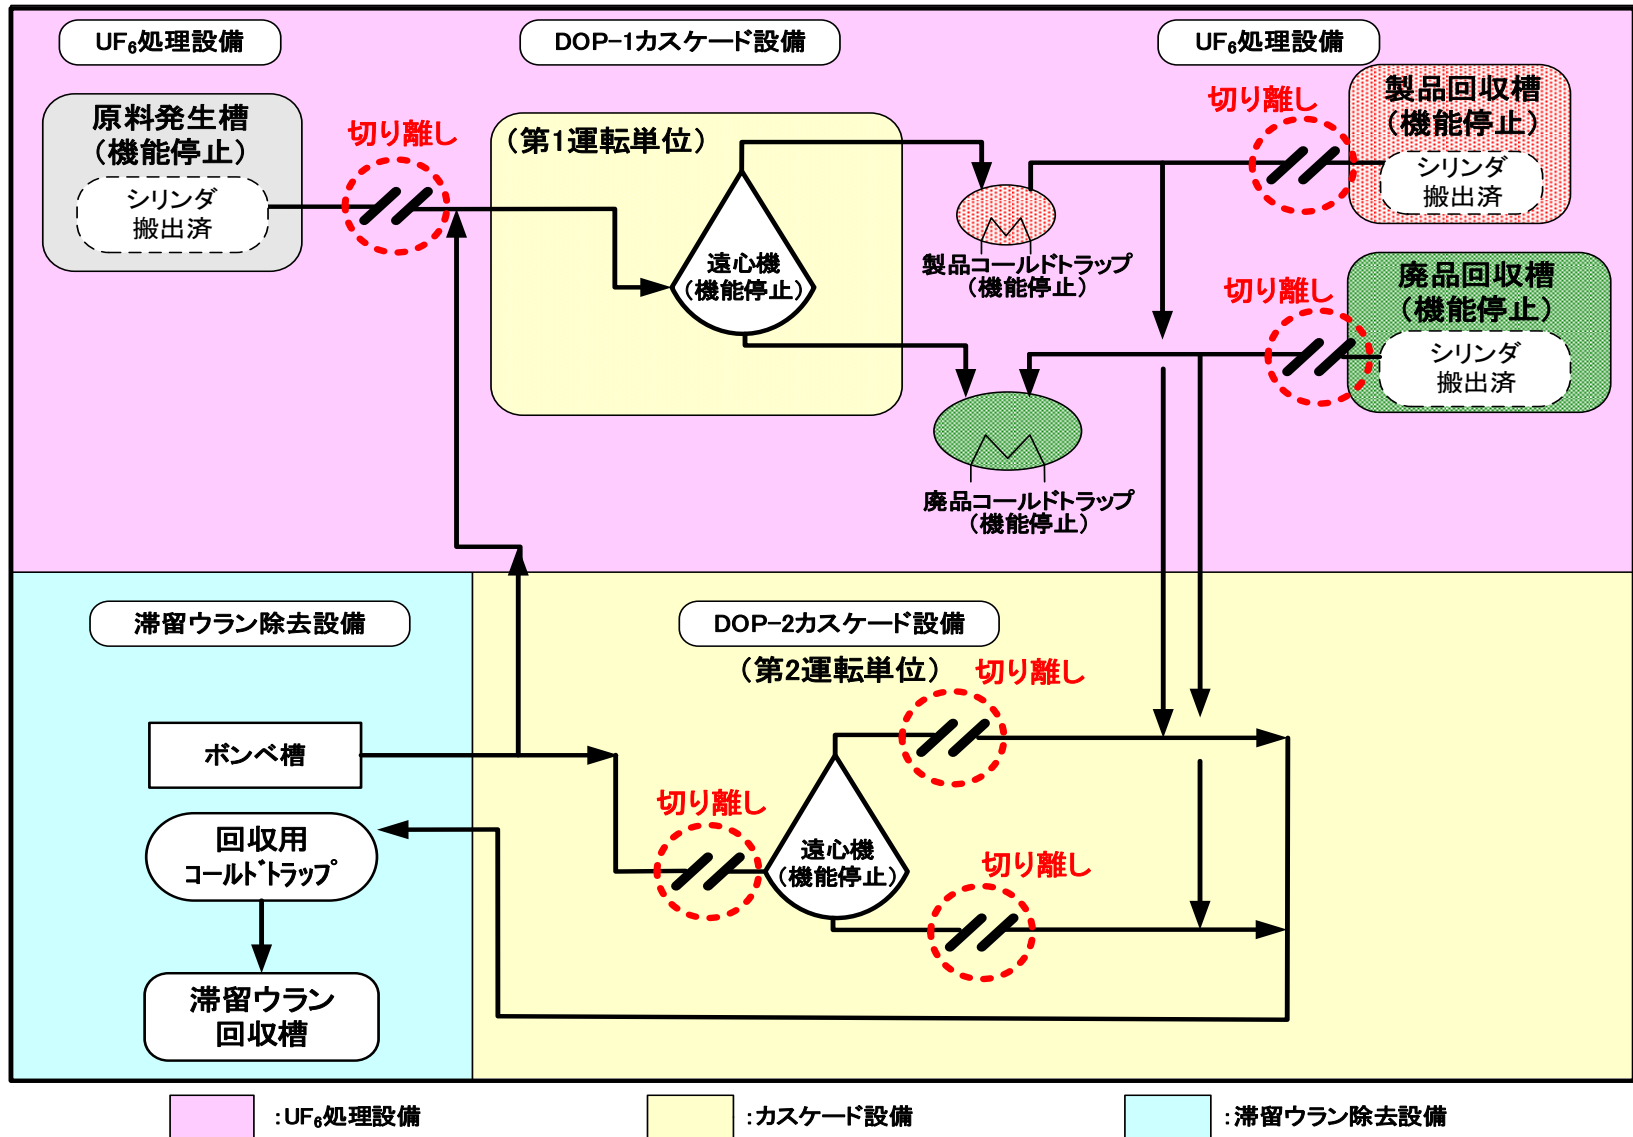 UF₆処理設備
DOP-1カスケード設備
UF₆処理設備
原料発生槽
(機能停止)
シリンダ
搬出済
切り離し
(第1運転単位)
遠心機
(機能停止)
製品コールドトラップ
(機能停止)
切り離し
製品回収槽
(機能停止)
シリンダ
搬出済
切り離し
廃品回収槽
(機能停止)
シリンダ
搬出済
廃品コールドトラップ
(機能停止)
滞留ウラン除去設備
DOP-2カスケード設備
(第2運転単位)
切り離し
ボンベ槽
切り離し
遠心機
(機能停止)
切り離し
回収用
コールドトラップ
滞留ウラン
回収槽
:UF₆処理設備
:カスケード設備
:滞留ウラン除去設備